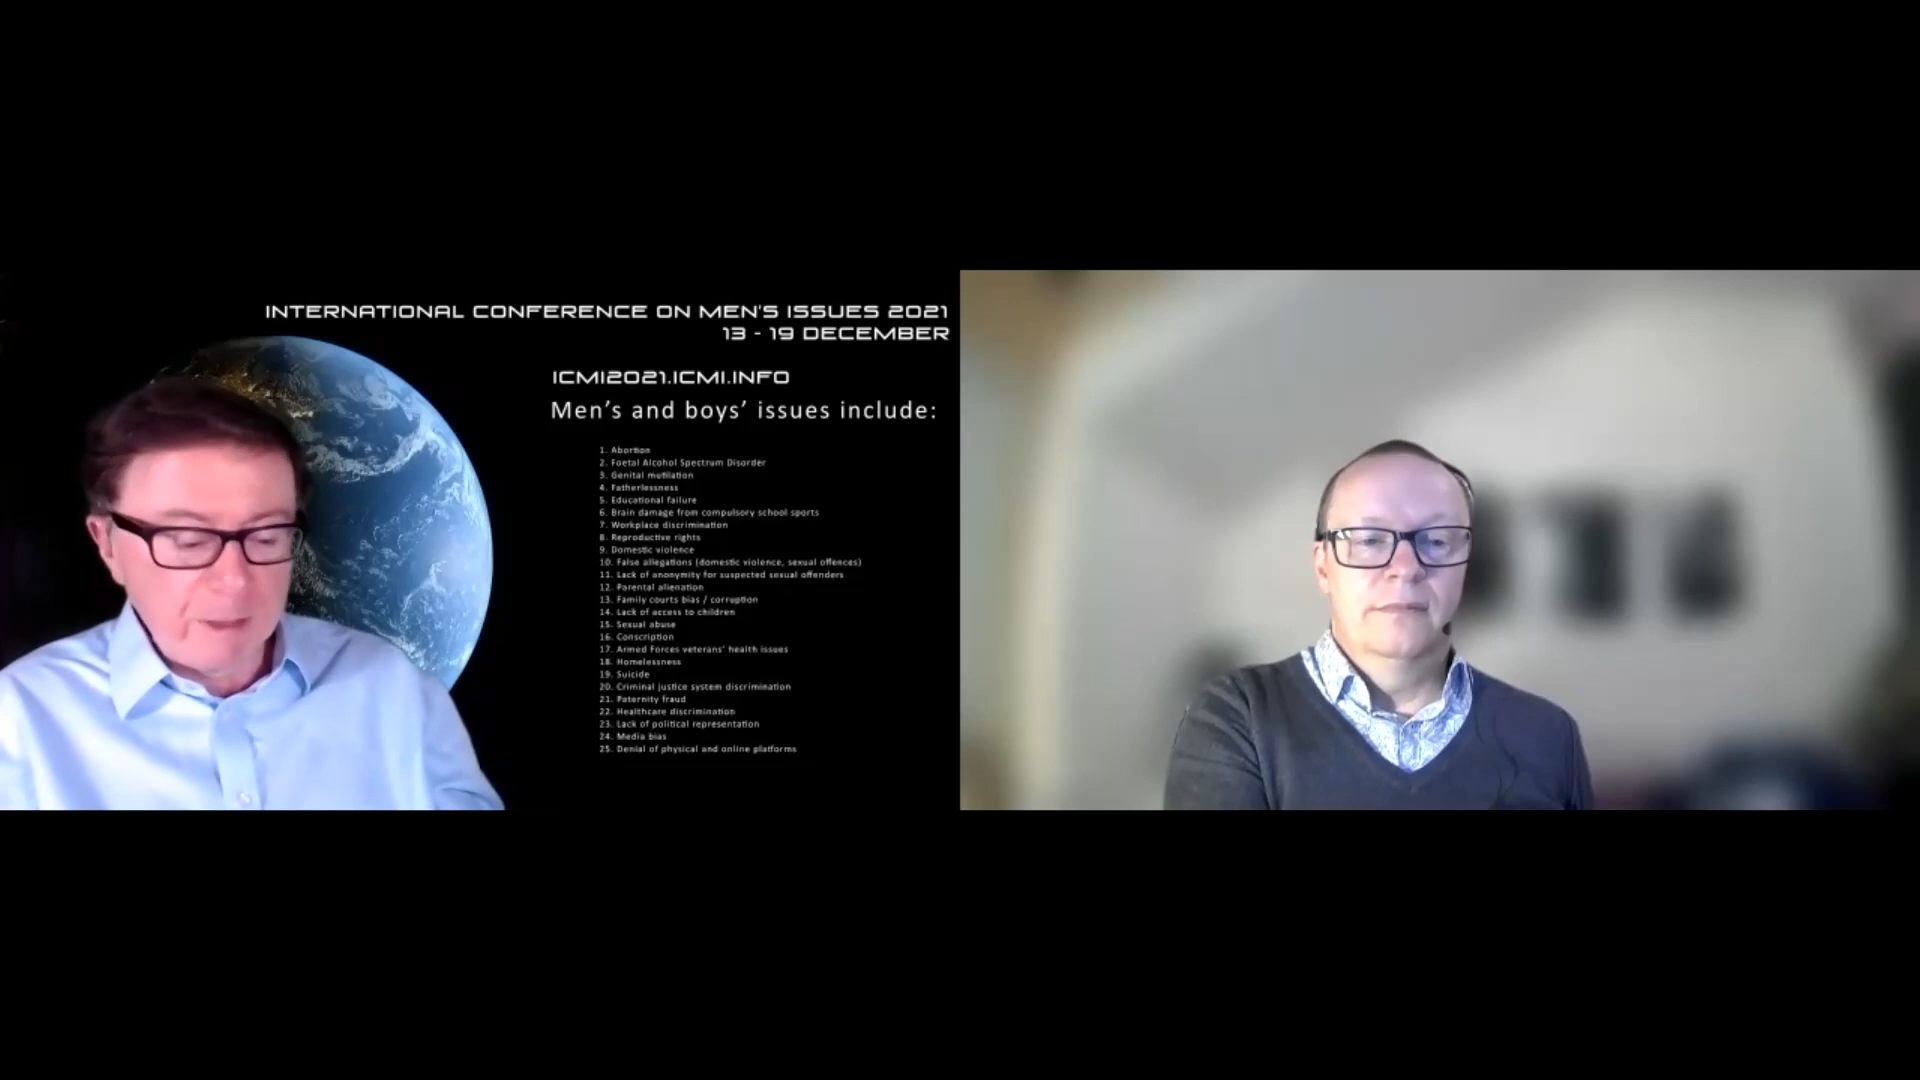 INTERNATIONAL CONFERENCE ON MEN'S ISSUES 2021
13 - 19 DECEMBER
ICMI2021.ICMI.INFO
Men's and boys' issues include:
1. Abortion
2. Foetal Alcohol Spectrum Disorder
3. Genital mutilation
4. Fatherlessness
5. Educational failure
6. Brain damage from compulsory school sports
7. Workplace discrimination
8. Reproductive rights
9. Domestic violence
10. False allegations (domestic violence, sexual offences)
11. Lack of anonymity for suspected sexual offenders
12. Parental alienation
13. Family courts bias / corruption
14. Lack of access to children
15. Sexual abuse
16. Conscription
17. Armed Forces veterans' health issues
18. Homelessness
19. Suicide
20. Criminal justice system discrimination
21. Paternity fraud
22. Healthcare discrimination
23. Lack of political representation
24. Media bias
25. Denial of physical and online platforms